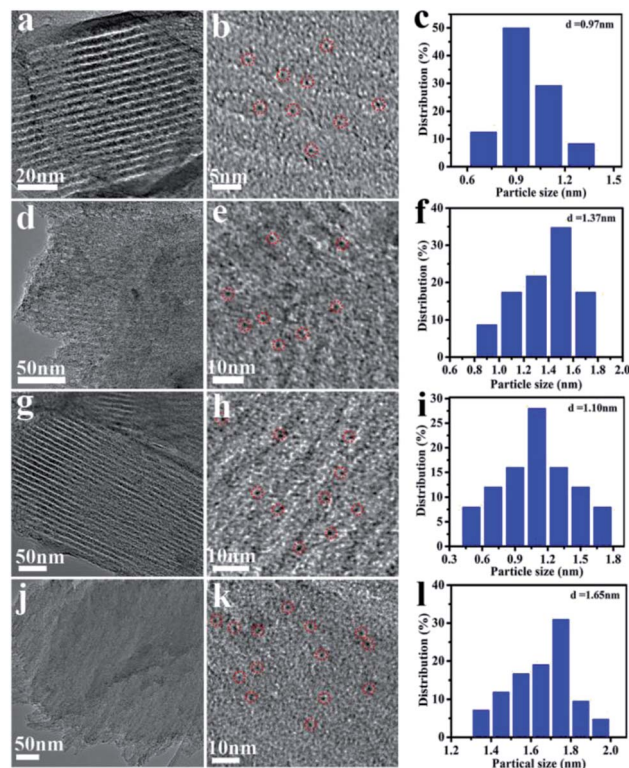 a
20nm
b
5nm
c
d =0.97nm
50
40
30
20
10
0
0.6 0.9 1.2 1.5
Distribution (%)
Particle size (nm)
d
50nm
e
10nm
f
d =1.37nm
40
30
20
10
0
0.6 0.8 1.0 1.2 1.4 1.6 1.8 2.0
Distribution (%)
Particle size (nm)
g
50nm
h
10nm
i
d =1.10nm
30
25
20
15
10
5
0
0.3 0.6 0.9 1.2 1.5 1.8
Distribution (%)
Particle size (nm)
j
50nm
k
10nm
l
d =1.65nm
40
30
20
10
0
1.2 1.4 1.6 1.8 2.0
Distribution (%)
Partical size (nm)